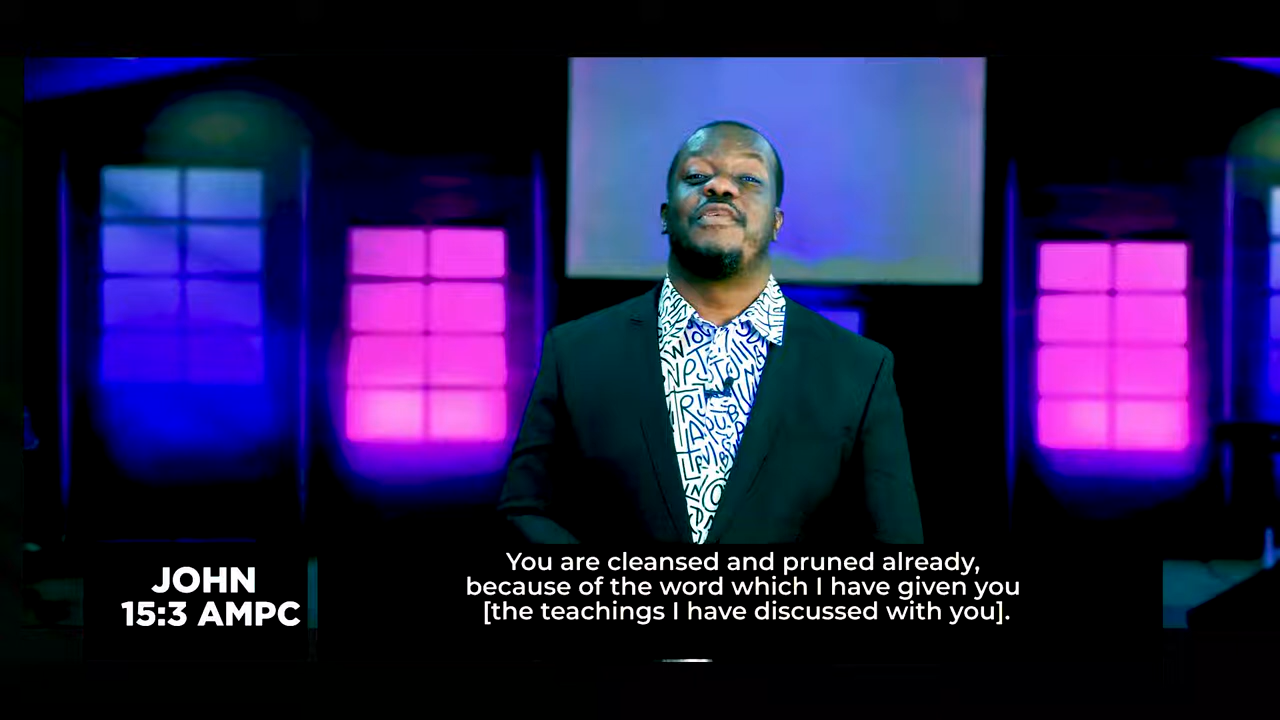 JOHN
15:3 AMPC
You are cleansed and pruned already,
because of the word which I have given you
[the teachings I have discussed with you].